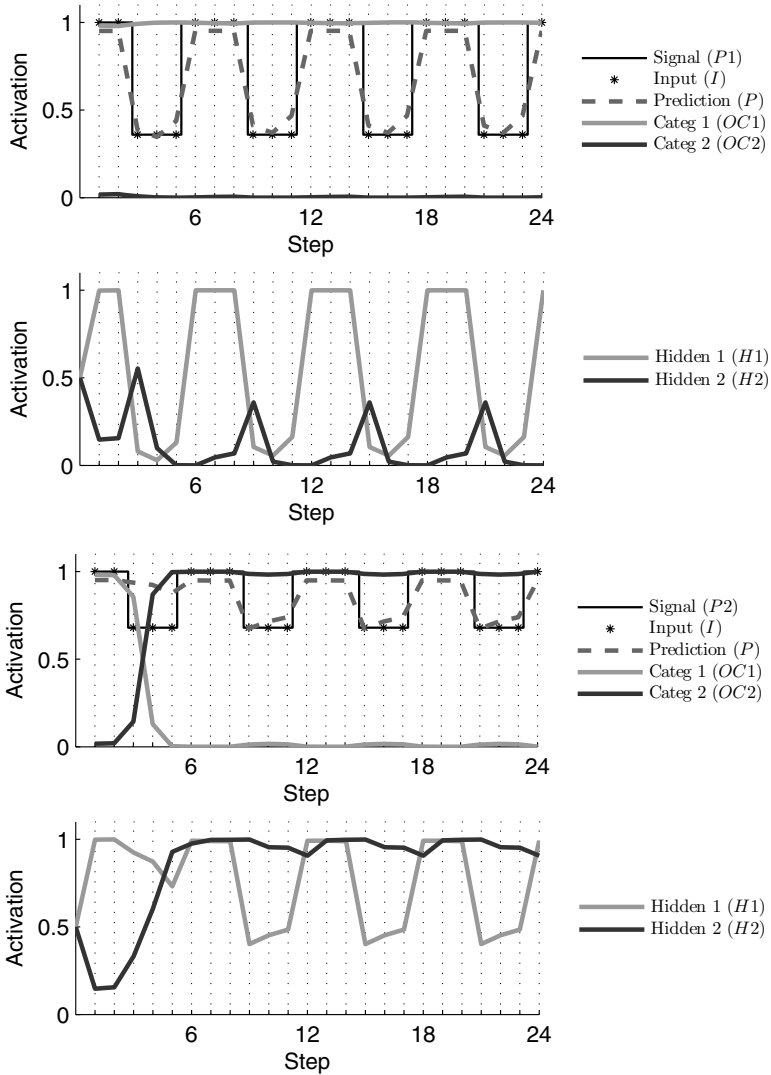 1
0.5
0
Activation
6
12
18
24
Step
Signal (P1)
Input (I)
Prediction (P)
Categ 1 (OC1)
Categ 2 (OC2)
1
0.5
0
Activation
6
12
18
24
Step
Hidden 1 (H1)
Hidden 2 (H2)
1
0.5
0
Activation
6
12
18
24
Step
Signal (P2)
Input (I)
Prediction (P)
Categ 1 (OC1)
Categ 2 (OC2)
1
0.5
0
Activation
6
12
18
24
Step
Hidden 1 (H1)
Hidden 2 (H2)